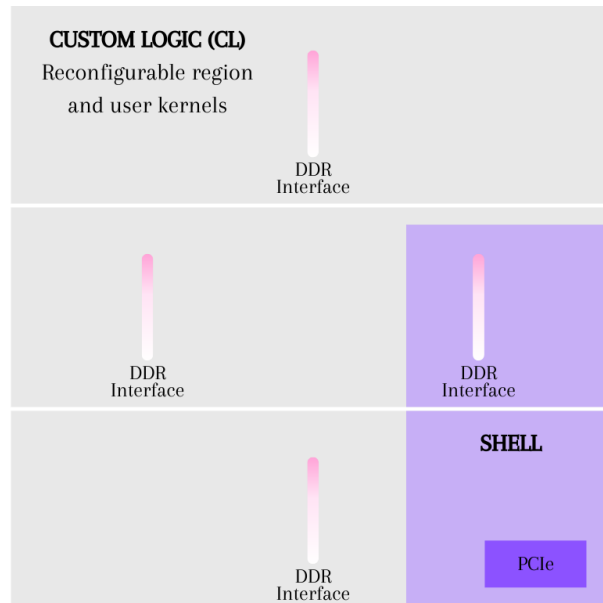 CUSTOM LOGIC (CL)
Reconfigurable region
and user kernels
DDR
Interface
DDR
Interface
DDR
Interface
SHELL
DDR
Interface
PCIe